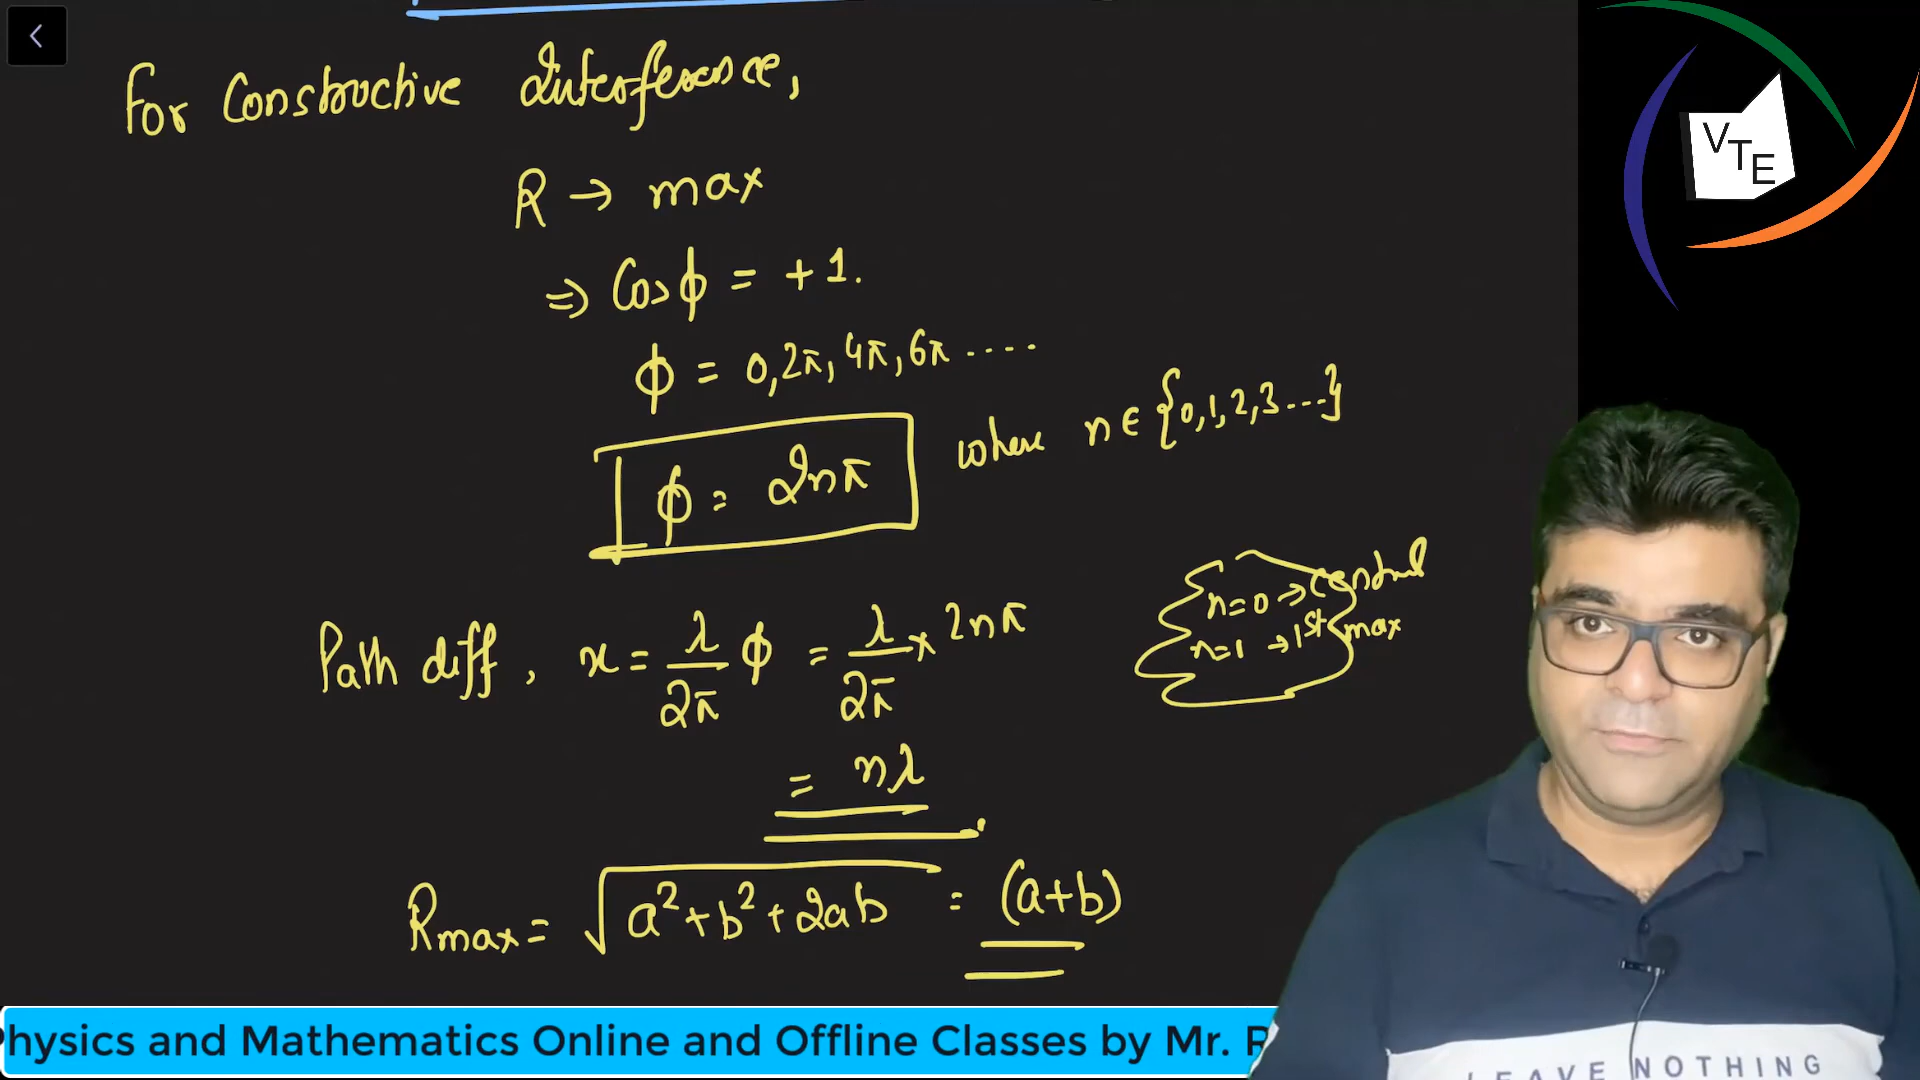 For Constructive Interference,
R → max
⇒ Cosϕ = +1.
ϕ = 0, 2π, 4π, 6π ....
ϕ = 2nπ where n ∈ {0, 1, 2, 3 ...}
n=0 → central
n=1 → 1st max
Path diff, x = λ/2π ϕ = λ/2π × 2nπ
= nλ
Rmax = √(a²+b²+2ab) = (a+b)
VTE
Physics and Mathematics Online and Offline Classes by Mr. R
LEAVE NOTHING